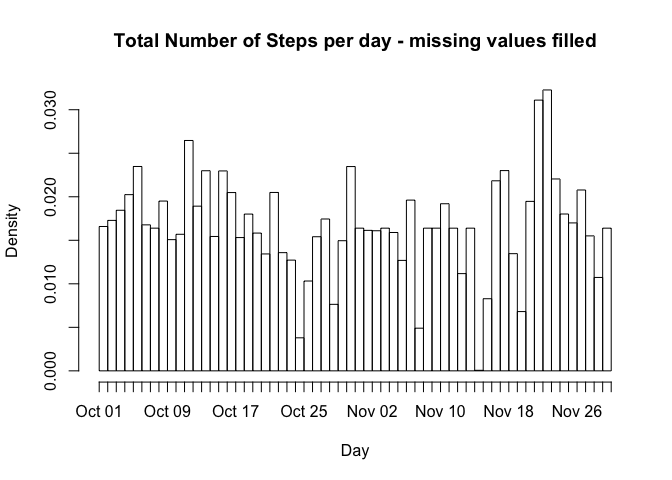 Total Number of Steps per day - missing values filled
Density
0.030
0.020
0.010
0.000
Oct 01 Oct 09 Oct 17 Oct 25 Nov 02 Nov 10 Nov 18 Nov 26
Day